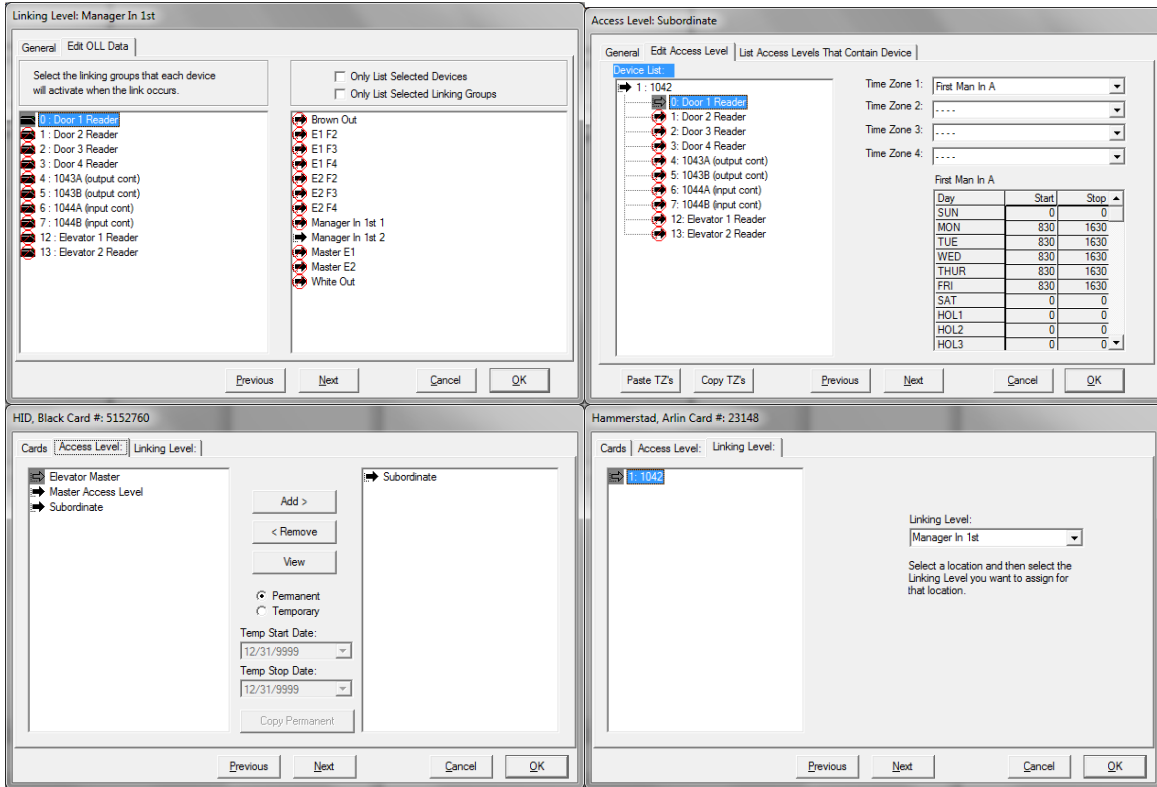 Linking Level: Manager In 1st
General Edit OLL Data
Select the linking groups that each device
will activate when the link occurs.
Only List Selected Devices
Only List Selected Linking Groups
0 : Door 1 Reader
1 : Door 2 Reader
2 : Door 3 Reader
3 : Door 4 Reader
4 : 1043A (output cont)
5 : 1043B (output cont)
6 : 1044A (input cont)
7 : 1044B (input cont)
12 : Elevator 1 Reader
13 : Elevator 2 Reader
Brown Out
E1 F2
E1 F3
E1 F4
E2 F2
E2 F3
E2 F4
Manager In 1st 1
Manager In 1st 2
Master E1
Master E2
White Out
Previous Next Cancel OK
Access Level: Subordinate
General Edit Access Level List Access Levels That Contain Device
Device List:
1 : 1042
0: Door 1 Reader
1: Door 2 Reader
2: Door 3 Reader
3: Door 4 Reader
4: 1043A (output cont)
5: 1043B (output cont)
6: 1044A (input cont)
7: 1044B (input cont)
12: Elevator 1 Reader
13: Elevator 2 Reader
Time Zone 1: First Man In A
Time Zone 2: - - - -
Time Zone 3: - - - -
Time Zone 4: - - - -
First Man In A
Day Start Stop
SUN 0 0
MON 830 1630
TUE 830 1630
WED 830 1630
THUR 830 1630
FRI 830 1630
SAT 0 0
HOL1 0 0
HOL2 0 0
HOL3 0 0
Paste TZ's Copy TZ's Previous Next Cancel OK
HID, Black Card #: 5152760
Cards Access Level: Linking Level:
Elevator Master
Master Access Level
Subordinate
Add >
< Remove
View
Permanent
Temporary
Temp Start Date:
12/31/9999
Temp Stop Date:
12/31/9999
Copy Permanent
Subordinate
Previous Next Cancel OK
Hammerstad, Arlin Card #: 23148
Cards Access Level: Linking Level:
1: 1042
Linking Level:
Manager In 1st
Select a location and then select the
Linking Level you want to assign for
that location.
Previous Next Cancel OK